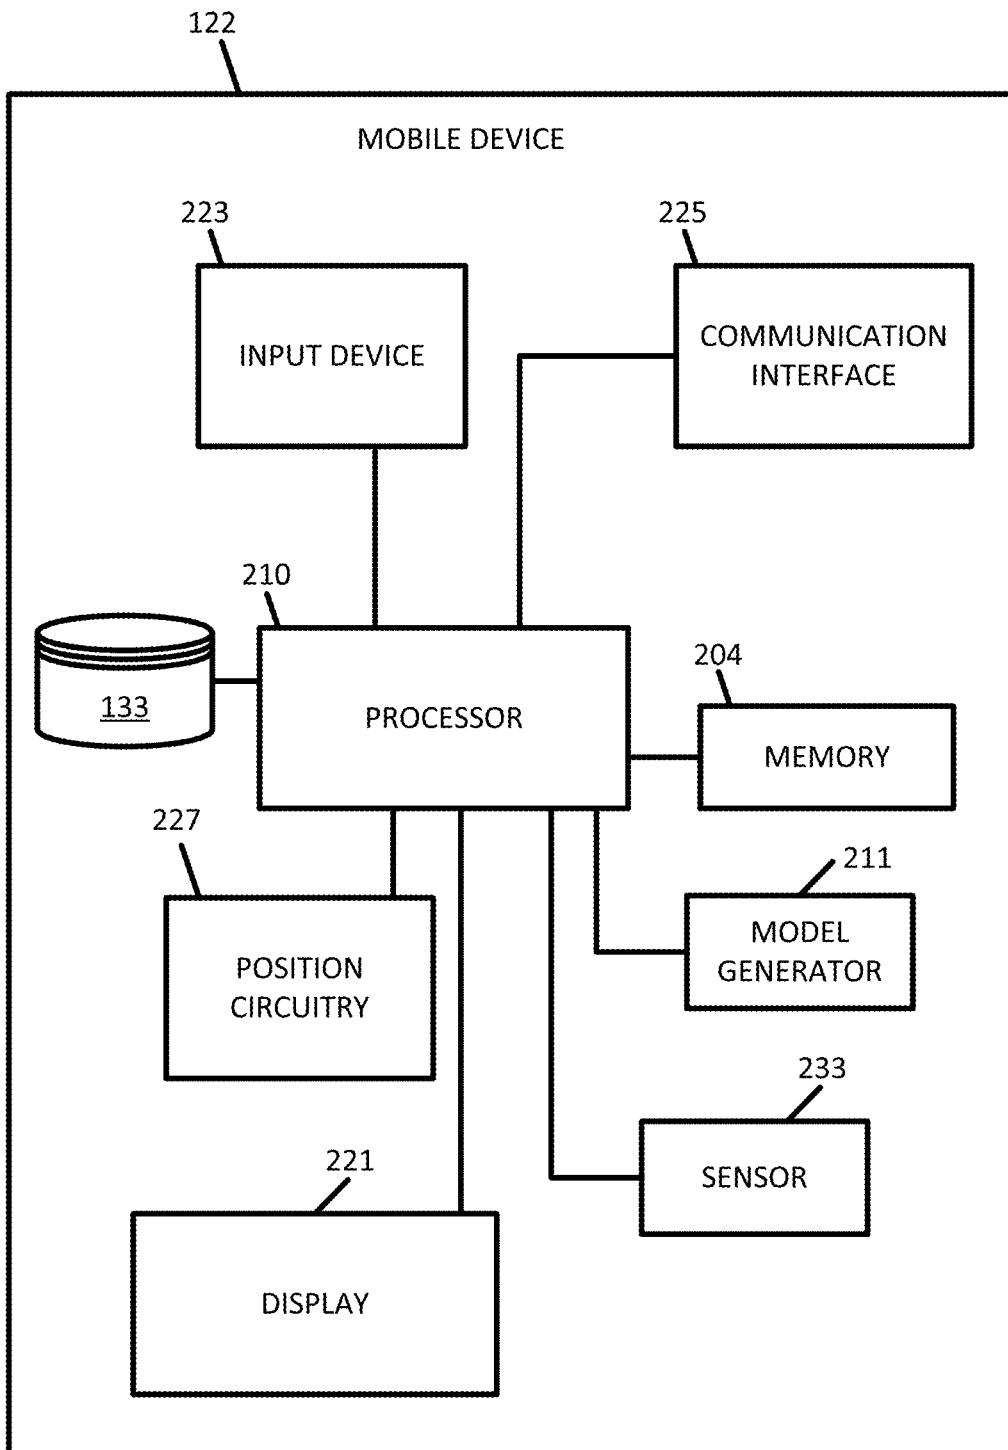 122
MOBILE DEVICE
223
225
INPUT DEVICE
COMMUNICATION
INTERFACE
210
204
133
PROCESSOR
MEMORY
227
211
POSITION
CIRCUITRY
MODEL
GENERATOR
233
SENSOR
221
DISPLAY